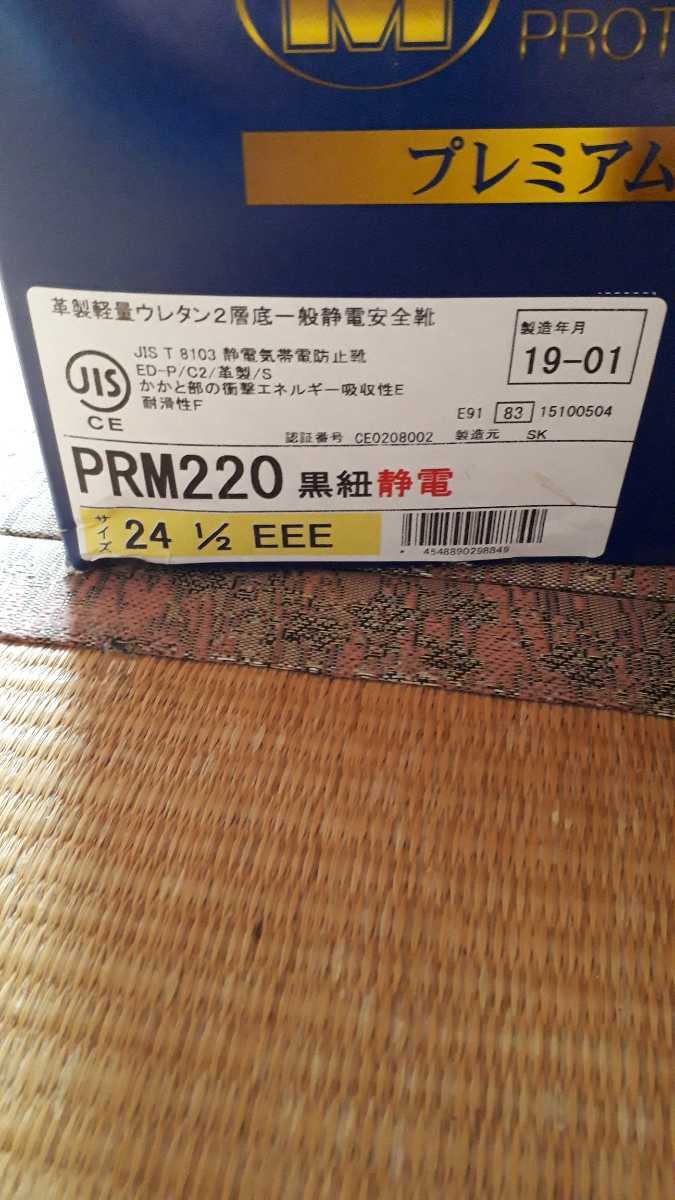 M
PROT
プレミアム
革製軽量ウレタン2層底一般静電安全靴
製造年月
19-01
JIS
CE
JIS T 8103 静電気帯電防止靴
ED-P/C2/革製/S
かかと部の衝撃エネルギー吸収性E
耐滑性F
E91 83 15100504
認証番号 CE0208002 製造元 SK
PRM220 黒紐静電
サイズ 24 ½ EEE
4548890298849